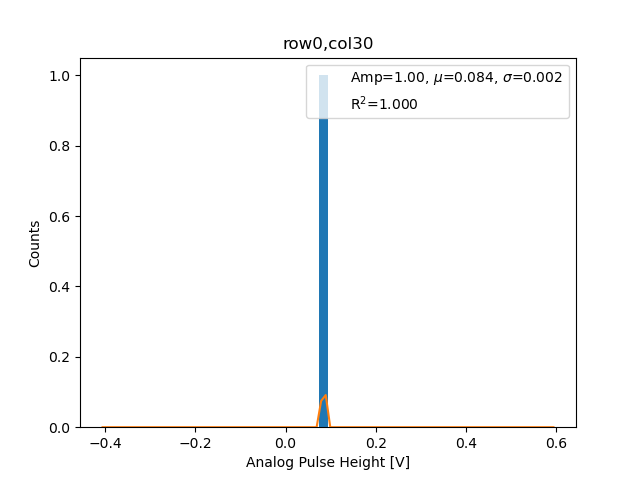 row0,col30
Amp=1.00, μ=0.084, σ=0.002
R²=1.000
1.0
0.8
0.6
0.4
0.2
0.0
Counts
−0.4 −0.2 0.0 0.2 0.4 0.6
Analog Pulse Height [V]